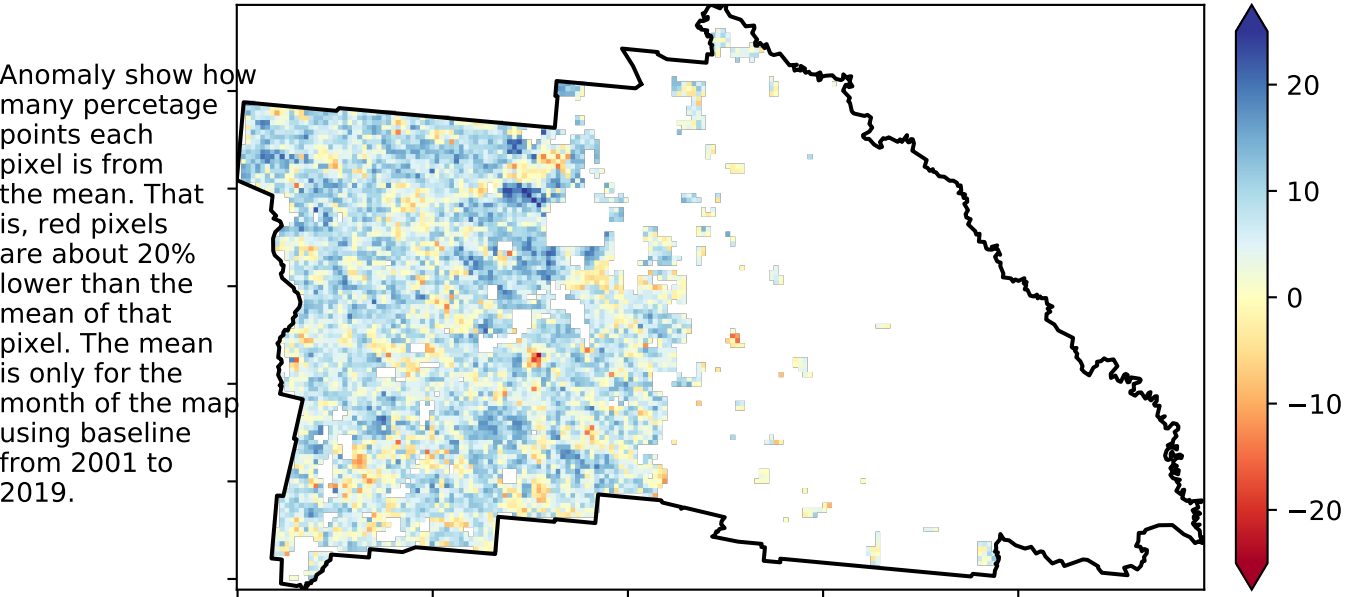 Anomaly show how
many percetage
points each
pixel is from
the mean. That
is, red pixels
are about 20%
lower than the
mean of that
pixel. The mean
is only for the
month of the map
using baseline
from 2001 to
2019.
20
10
0
−10
−20